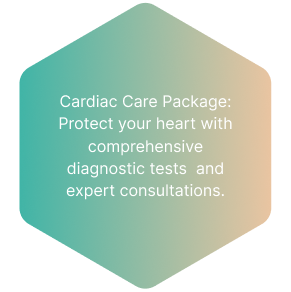 Cardiac Care Package:
Protect your heart with
comprehensive
diagnostic tests  and
expert consultations.